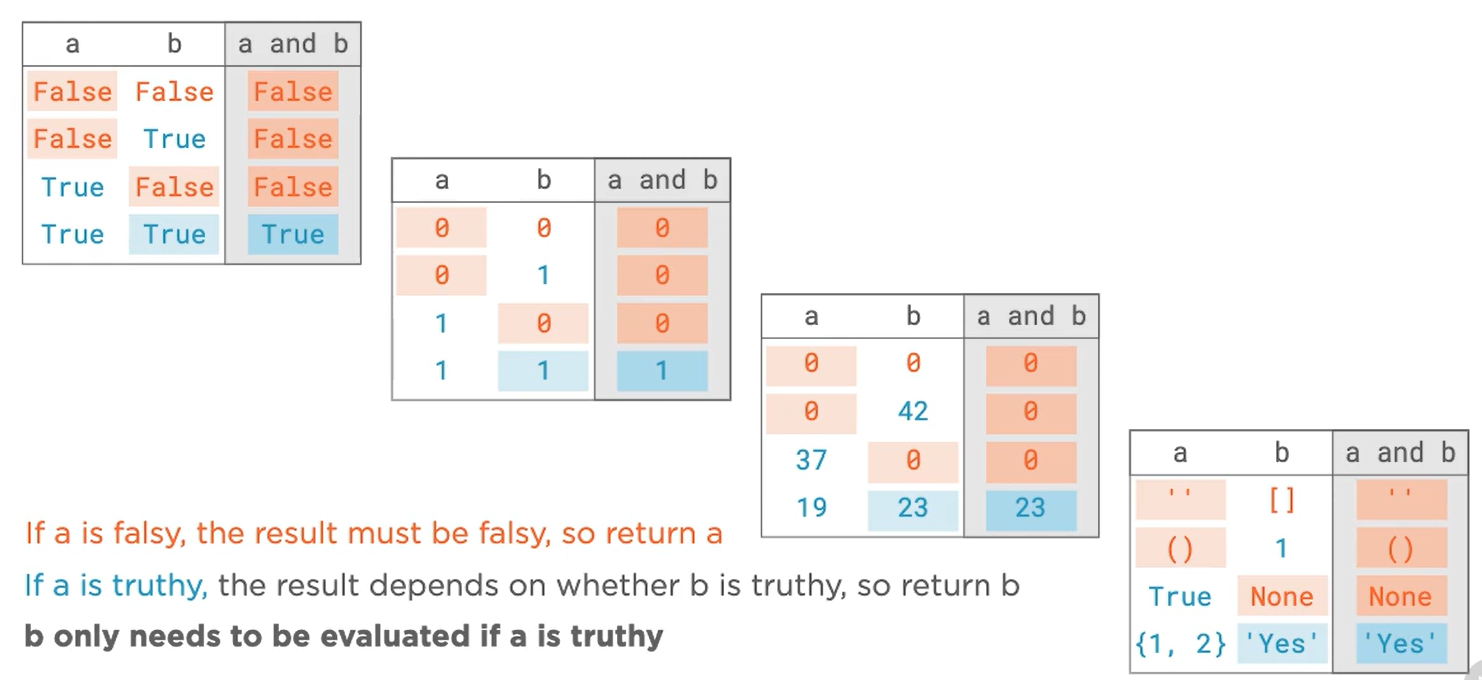 a b a and b
False False False
False True False
True False False
True True True
a b a and b
0 0 0
0 1 0
1 0 0
1 1 1
a b a and b
0 0 0
0 42 0
37 0 0
19 23 23
a b a and b
'' [] ''
() 1 ()
True None None
{1, 2} 'Yes' 'Yes'
If a is falsy, the result must be falsy, so return a
If a is truthy, the result depends on whether b is truthy, so return b
b only needs to be evaluated if a is truthy